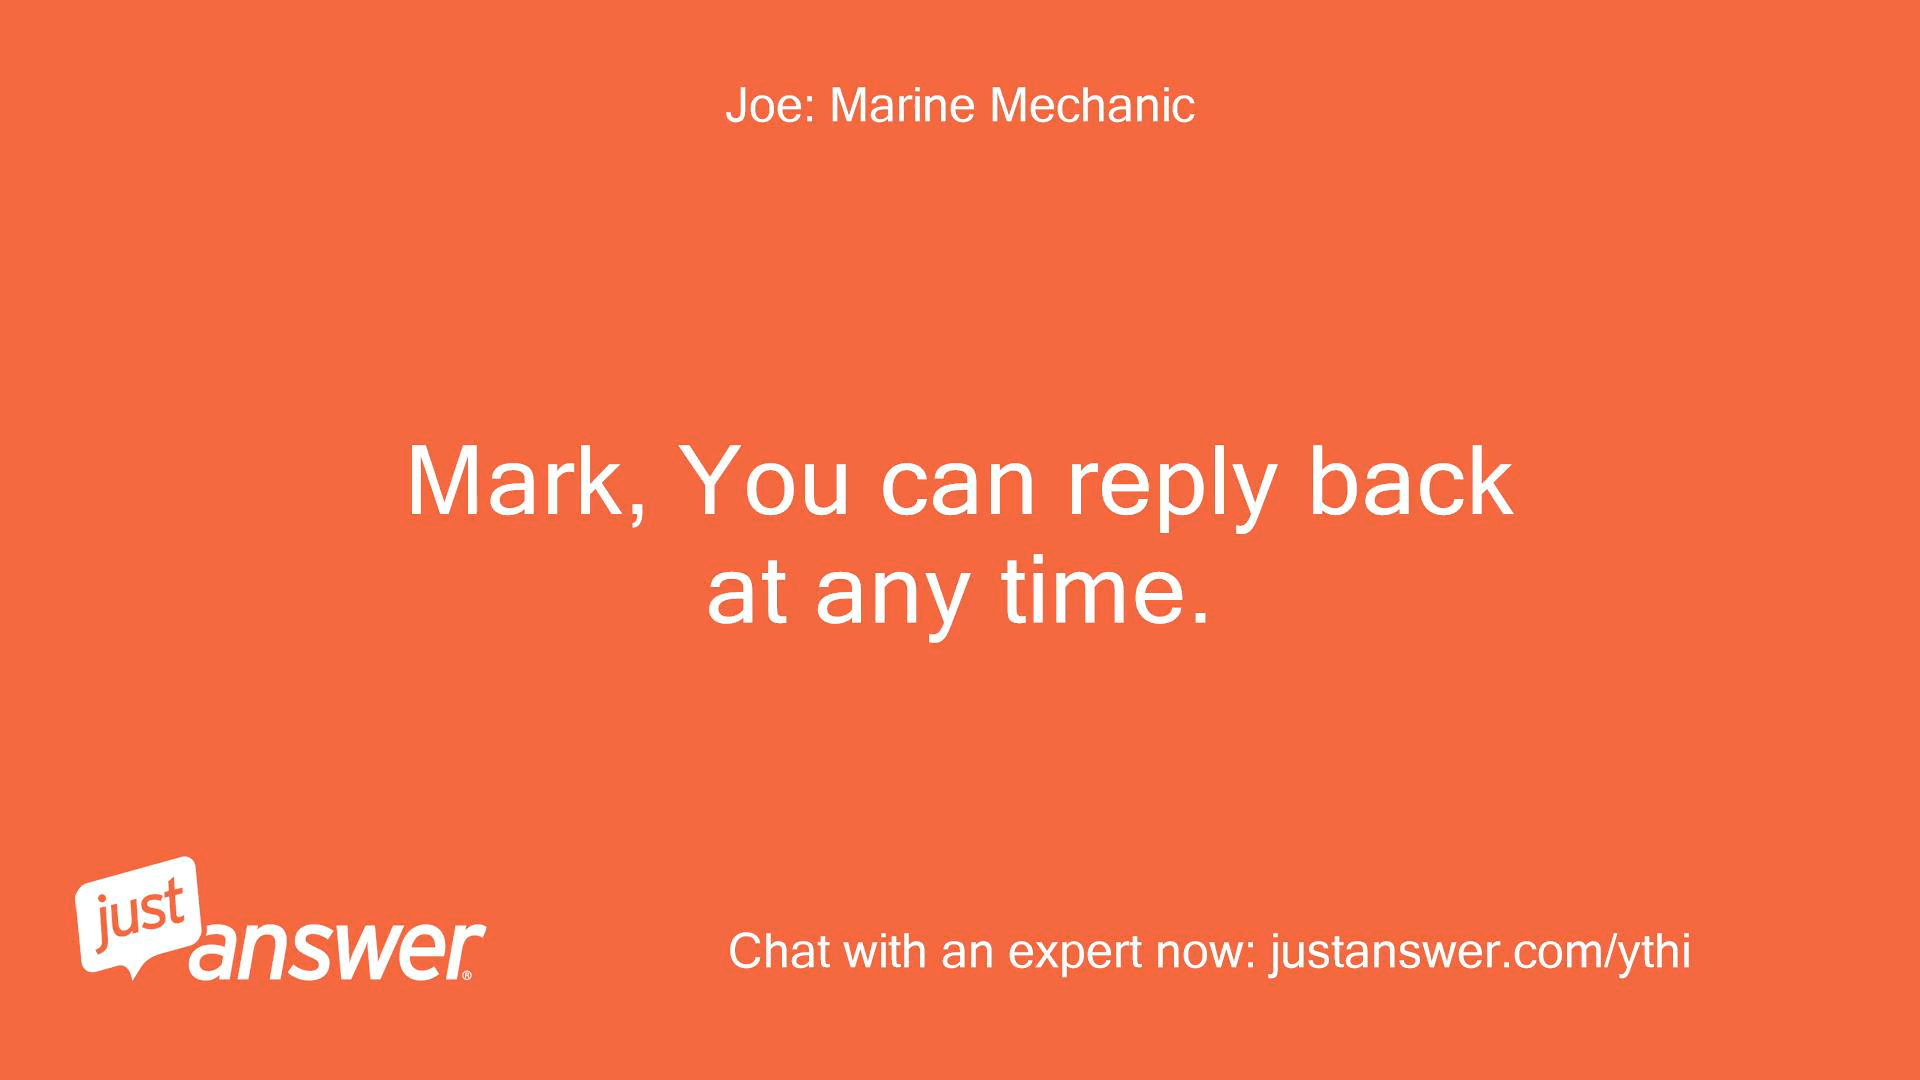 Joe: Marine Mechanic
Mark, You can reply back
at any time.
just
answer®
Chat with an expert now: justanswer.com/ythi